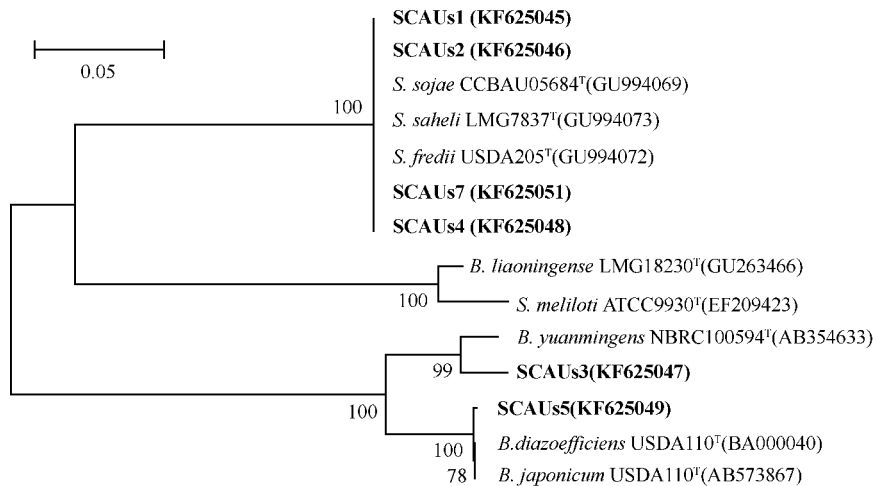 SCAUs1 (KF625045)
SCAUs2 (KF625046)
0.05
S. sojae CCBAU05684ᵀ(GU994069)
100
S. saheli LMG7837ᵀ(GU994073)
S. fredii USDA205ᵀ(GU994072)
SCAUs7 (KF625051)
SCAUs4 (KF625048)
B. liaoningense LMG18230ᵀ(GU263466)
100
S. meliloti ATCC9930ᵀ(EF209423)
B. yuanmingens NBRC100594ᵀ(AB354633)
99
SCAUs3(KF625047)
100
SCAUs5(KF625049)
100
B.diazoefficiens USDA110ᵀ(BA000040)
78
B. japonicum USDA110ᵀ(AB573867)